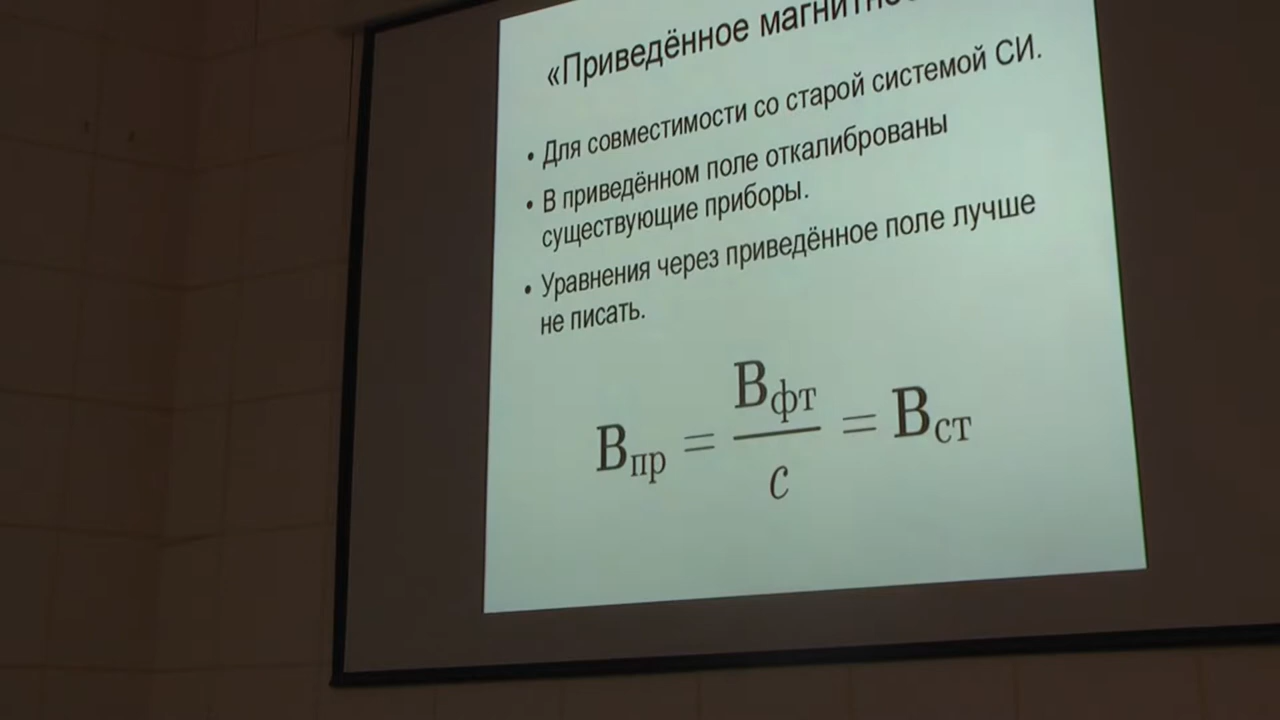 «Приведённое
• Для совместимости со старой системой СИ.
• В приведённом поле откалиброваны
существующие приборы.
• Уравнения через приведённое поле лучше
не писать.
Bпр = Bфт / c = Bст